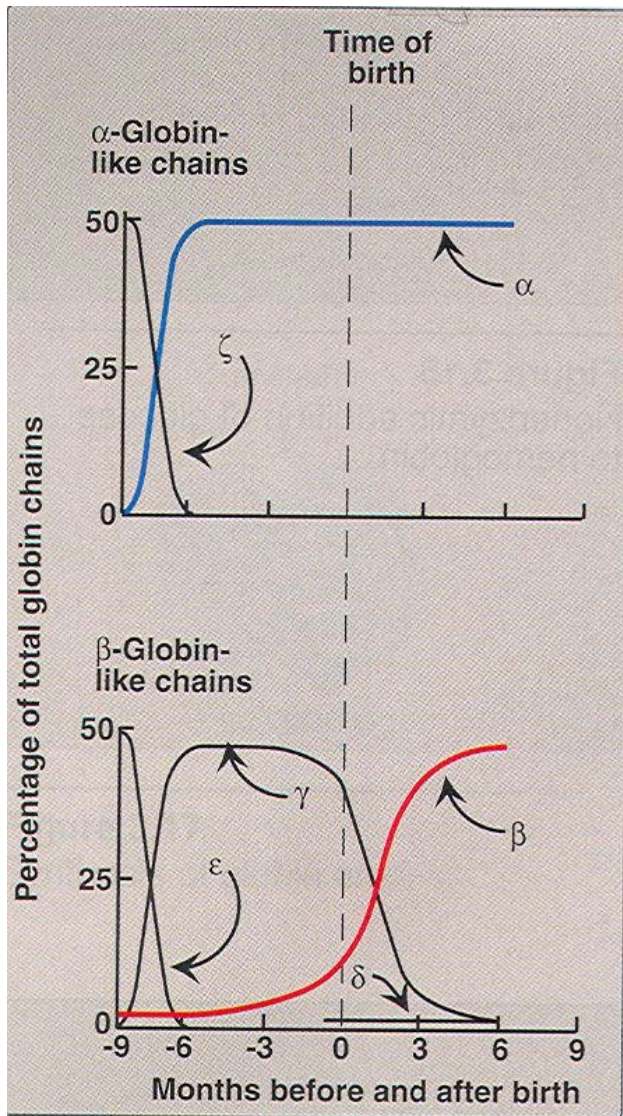 Time of
birth
α-Globin-
like chains
50
α
ζ
25
0
Percentage of total globin chains
β-Globin-
like chains
50
γ
β
ε
25
δ
0
-9 -6 -3 0 3 6 9
Months before and after birth